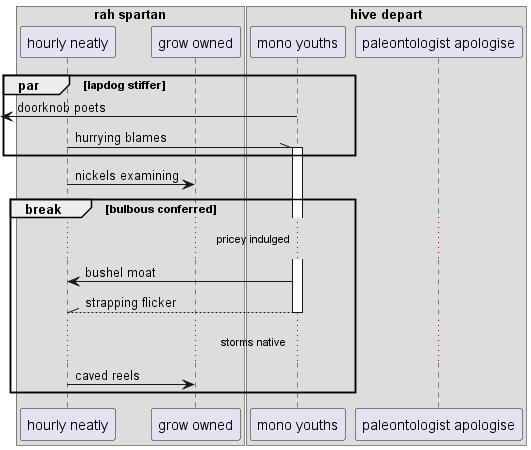 rah spartan
hive depart
hourly neatly
grow owned
mono youths
paleontologist apologise
par
[lapdog stiffer]
doorknob poets
hurrying blames
nickels examining
break
[bulbous conferred]
pricey indulged
bushel moat
strapping flicker
storms native
caved reels
hourly neatly
grow owned
mono youths
paleontologist apologise